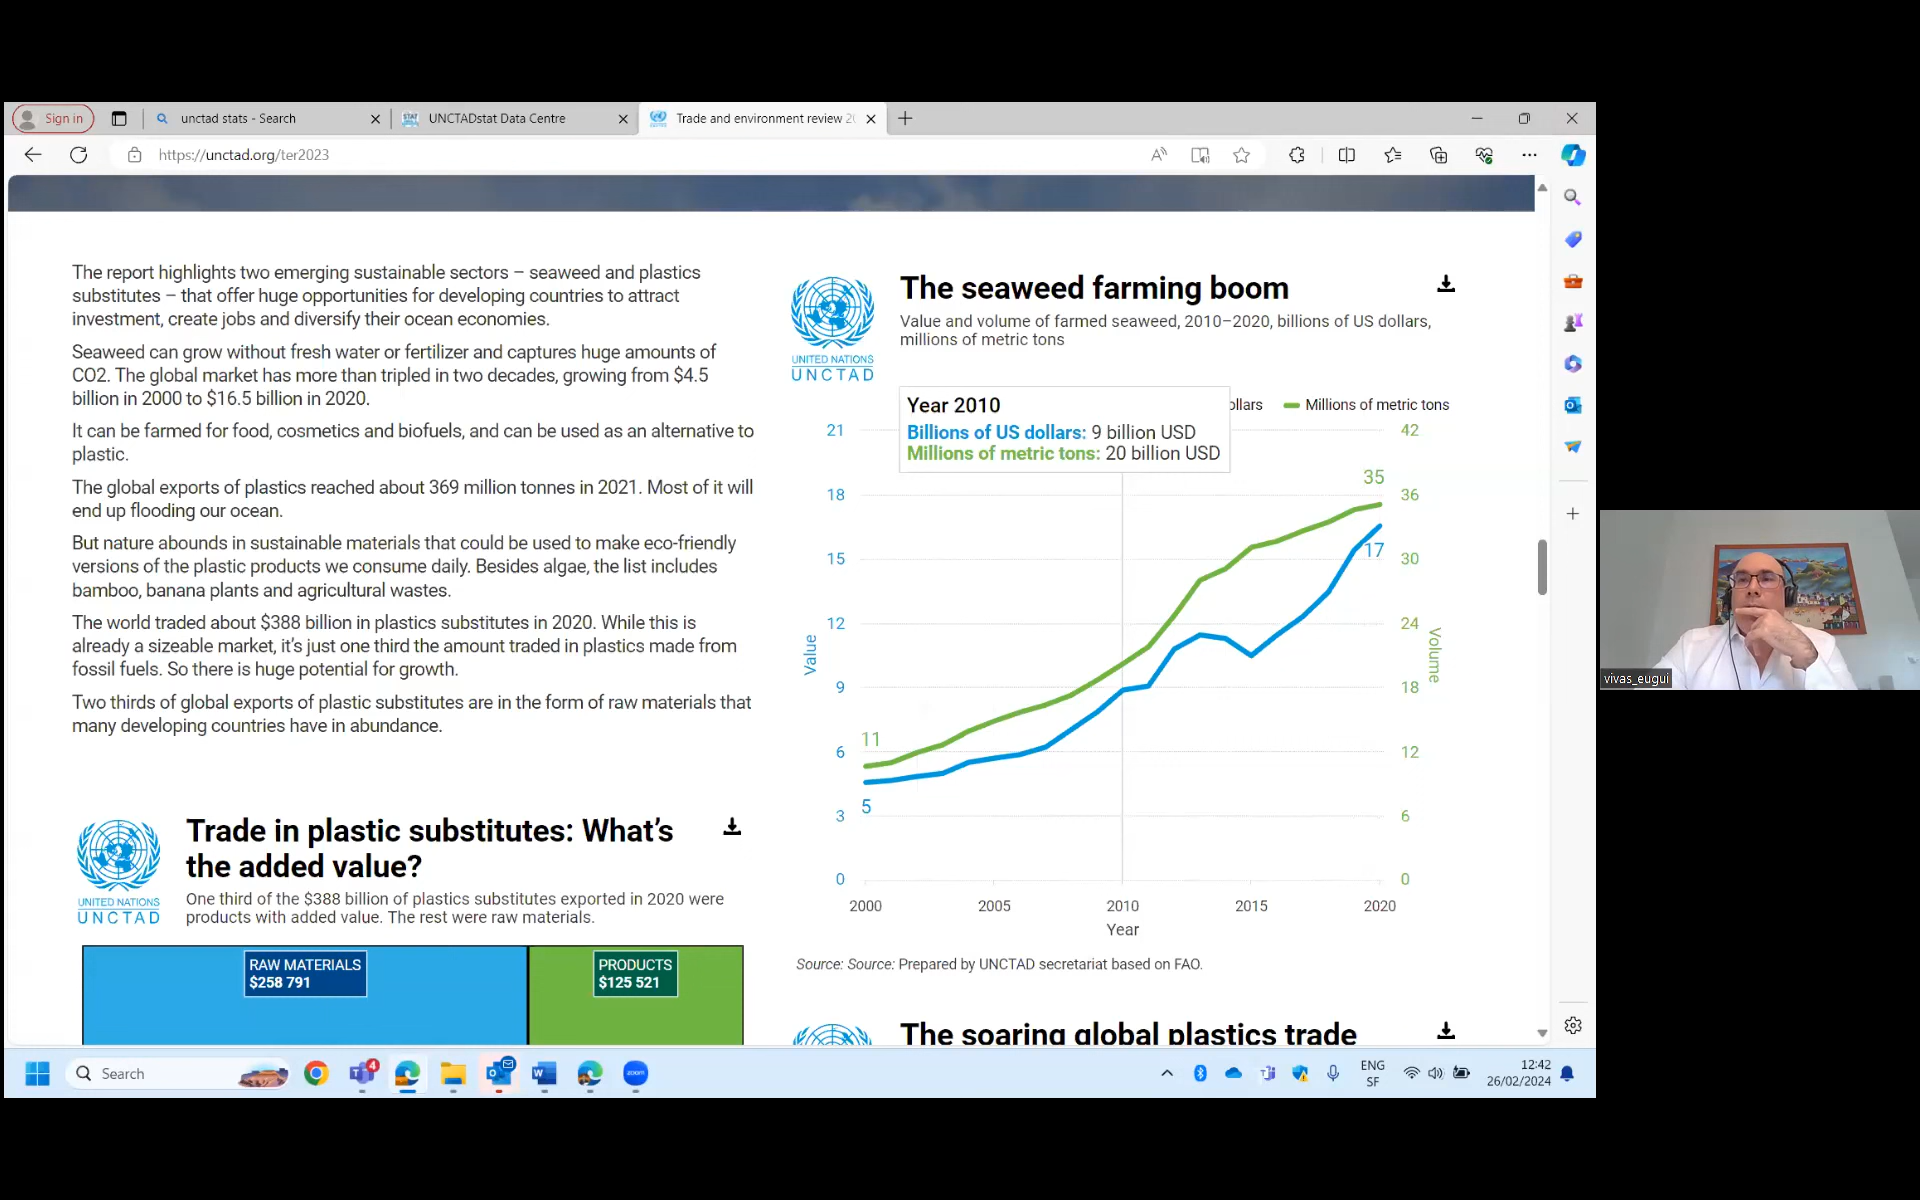 Sign in
unctad stats - Search
STAT
UNCTADstat Data Centre
Trade and environment review 20
https://unctad.org/ter2023
The report highlights two emerging sustainable sectors – seaweed and plastics
substitutes – that offer huge opportunities for developing countries to attract
investment, create jobs and diversify their ocean economies.
Seaweed can grow without fresh water or fertilizer and captures huge amounts of
CO2. The global market has more than tripled in two decades, growing from $4.5
billion in 2000 to $16.5 billion in 2020.
It can be farmed for food, cosmetics and biofuels, and can be used as an alternative to
plastic.
The global exports of plastics reached about 369 million tonnes in 2021. Most of it will
end up flooding our ocean.
But nature abounds in sustainable materials that could be used to make eco-friendly
versions of the plastic products we consume daily. Besides algae, the list includes
bamboo, banana plants and agricultural wastes.
The world traded about $388 billion in plastics substitutes in 2020. While this is
already a sizeable market, it's just one third the amount traded in plastics made from
fossil fuels. So there is huge potential for growth.
Two thirds of global exports of plastic substitutes are in the form of raw materials that
many developing countries have in abundance.
UNITED NATIONS
UNCTAD
Trade in plastic substitutes: What's
the added value?
One third of the $388 billion of plastics substitutes exported in 2020 were
products with added value. The rest were raw materials.
RAW MATERIALS
$258 791
PRODUCTS
$125 521
UNITED NATIONS
UNCTAD
The seaweed farming boom
Value and volume of farmed seaweed, 2010–2020, billions of US dollars,
millions of metric tons
Year 2010
Billions of US dollars: 9 billion USD
Millions of metric tons: 20 billion USD
ollars
Millions of metric tons
21
18
15
12
9
6
3
0
Value
42
36
30
24
18
12
6
0
Volume
11
5
35
17
2000 2005 2010 2015 2020
Year
Source: Source: Prepared by UNCTAD secretariat based on FAO.
The soaring global plastics trade
vivas_eugui
Search
4
zoom
ENG
SF
12:42
26/02/2024